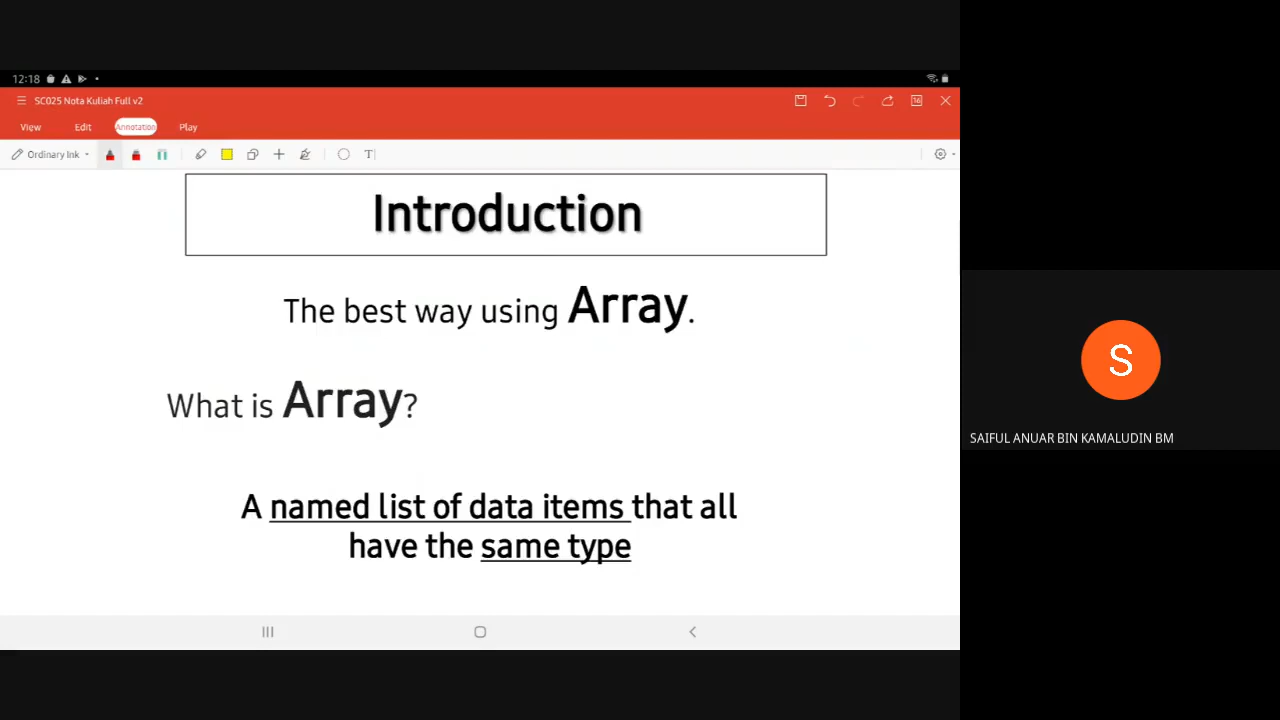 12:18
SC025 Nota Kuliah Full v2
16
View Edit Annotation Play
Ordinary Ink
T
Introduction
The best way using Array.
What is Array?
A named list of data items that all
have the same type
S
SAIFUL ANUAR BIN KAMALUDIN BM